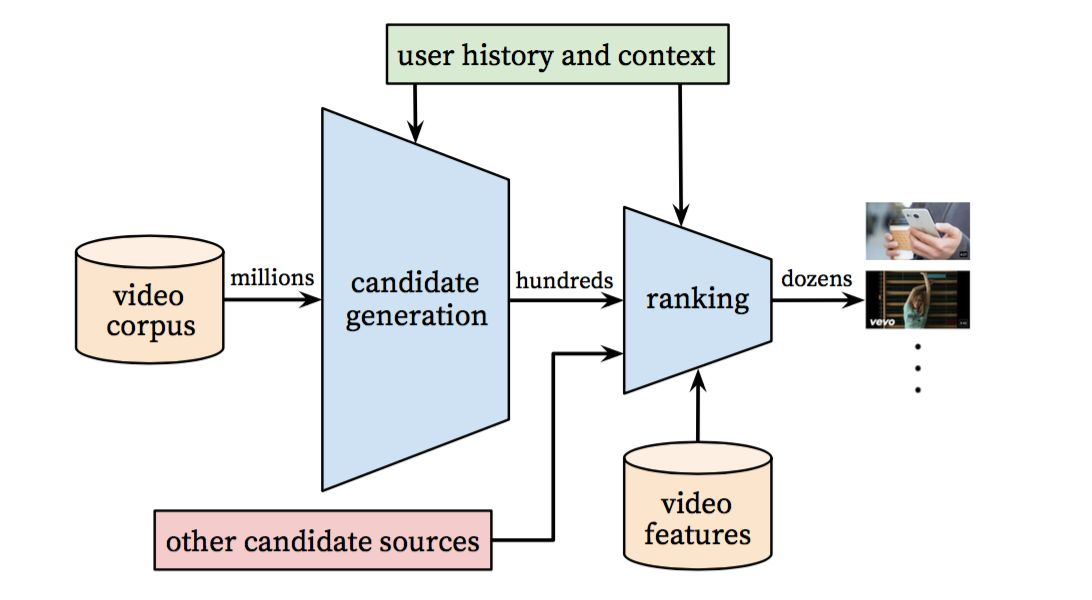 user history and context
millions
video
corpus
candidate
generation
hundreds
ranking
dozens
vevo
other candidate sources
video
features